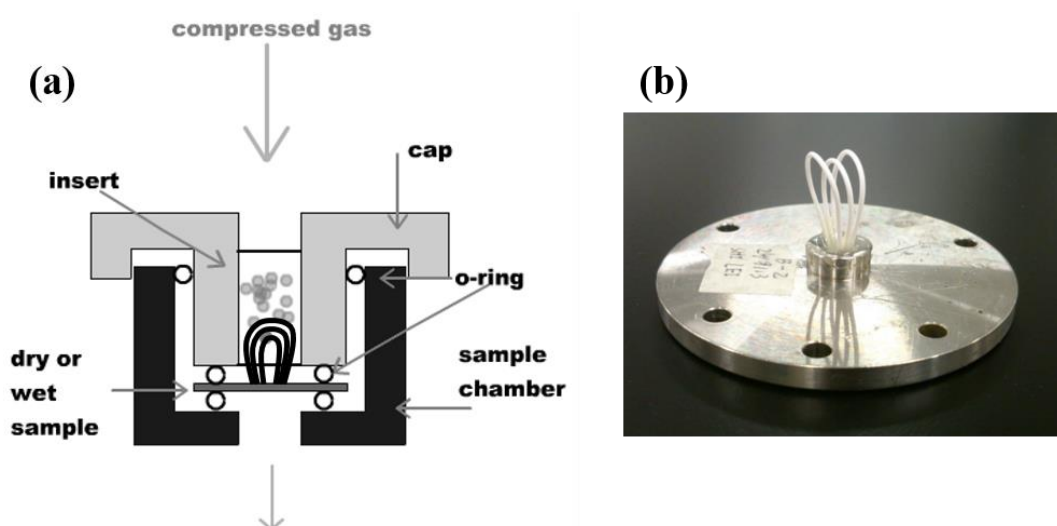 compressed gas
(a)
(b)
cap
insert
o-ring
dry or
wet
sample
sample
chamber